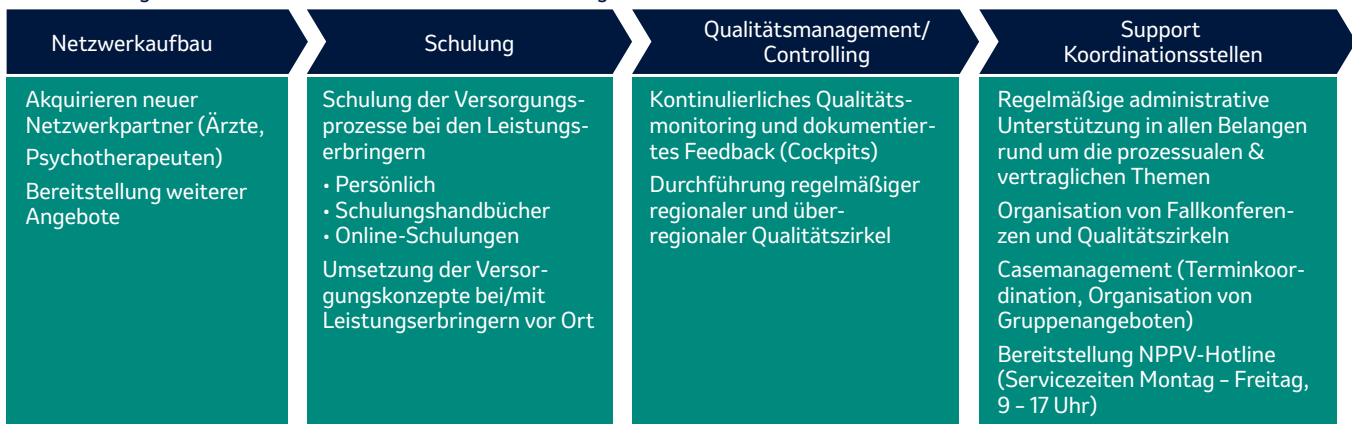 Netzwerkaufbau
Akquirieren neuer
Netzwerkpartner (Ärzte,
Psychotherapeuten)
Bereitstellung weiterer
Angebote
Schulung
Schulung der Versorgungs-
prozesse bei den Leistungs-
erbringern
• Persönlich
• Schulungshandbücher
• Online-Schulungen
Umsetzung der Versor-
gungskonzepte bei/mit
Leistungserbringern vor Ort
Qualitätsmanagement/
Controlling
Kontinulierliches Qualitäts-
monitoring und dokumentier-
tes Feedback (Cockpits)
Durchführung regelmäßiger
regionaler und über-
regionaler Qualitätszirkel
Support
Koordinationsstellen
Regelmäßige administrative
Unterstützung in allen Belangen
rund um die prozessualen &
vertraglichen Themen
Organisation von Fallkonferen-
zen und Qualitätszirkeln
Casemanagement (Terminkoor-
dination, Organisation von
Gruppenangeboten)
Bereitstellung NPPV-Hotline
(Servicezeiten Montag – Freitag,
9 – 17 Uhr)